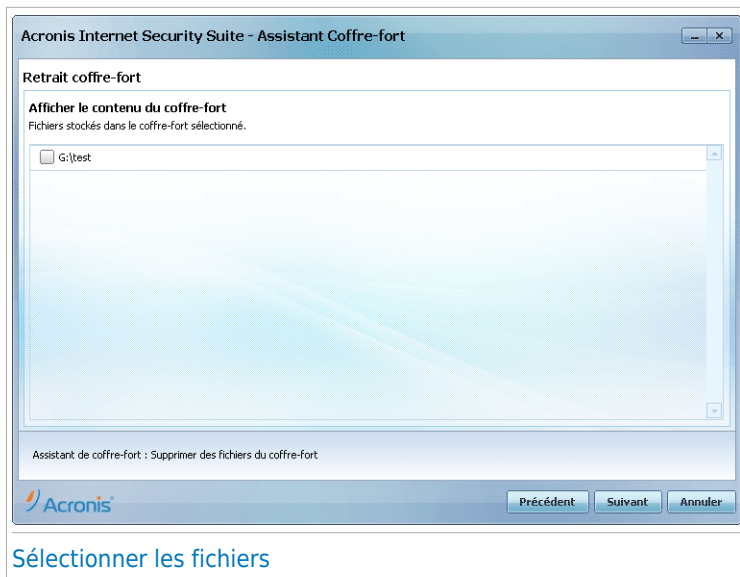 Acronis Internet Security Suite - Assistant Coffre-fort
Retrait coffre-fort
Afficher le contenu du coffre-fort
Fichiers stockés dans le coffre-fort sélectionné.
G:\test
Assistant de coffre-fort : Supprimer des fichiers du coffre-fort
Acronis
Précédent Suivant Annuler
Sélectionner les fichiers